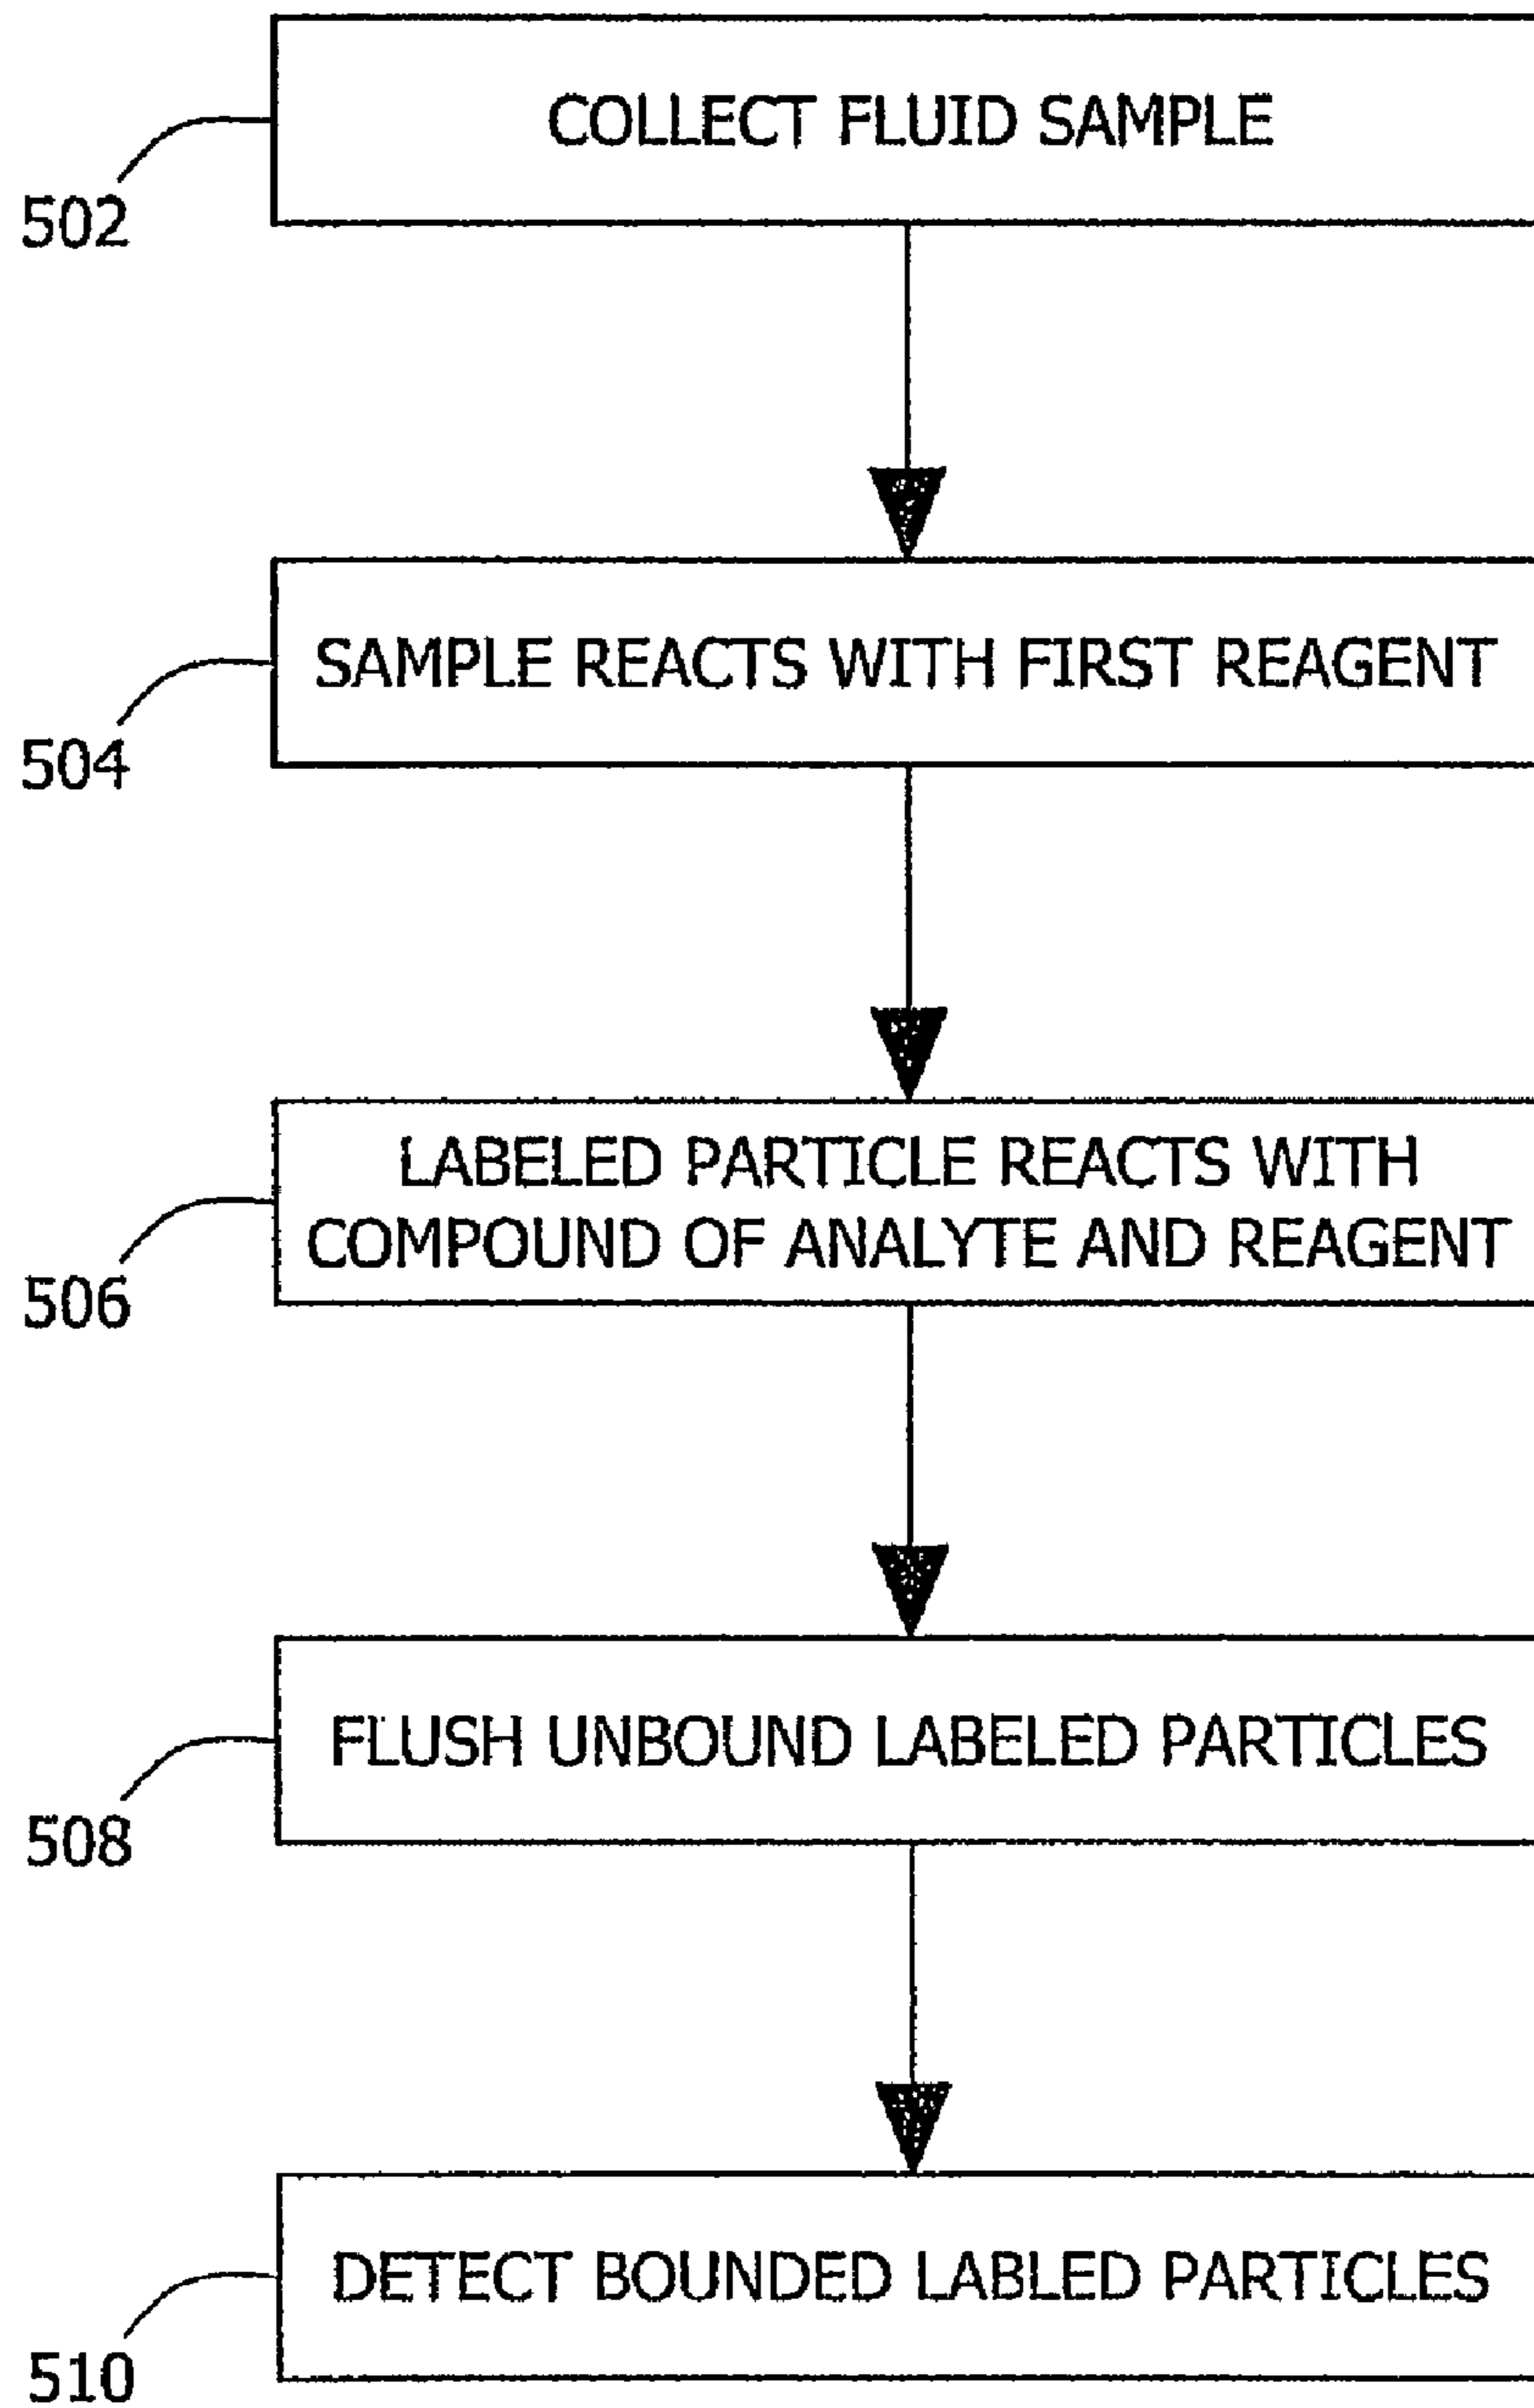 COLLECT FLUID SAMPLE
502
SAMPLE REACTS WITH FIRST REAGENT
504
LABELED PARTICLE REACTS WITH
COMPOUND OF ANALYTE AND REAGENT
506
FLUSH UNBOUND LABELED PARTICLES
508
DETECT BOUNDED LABLED PARTICLES
510